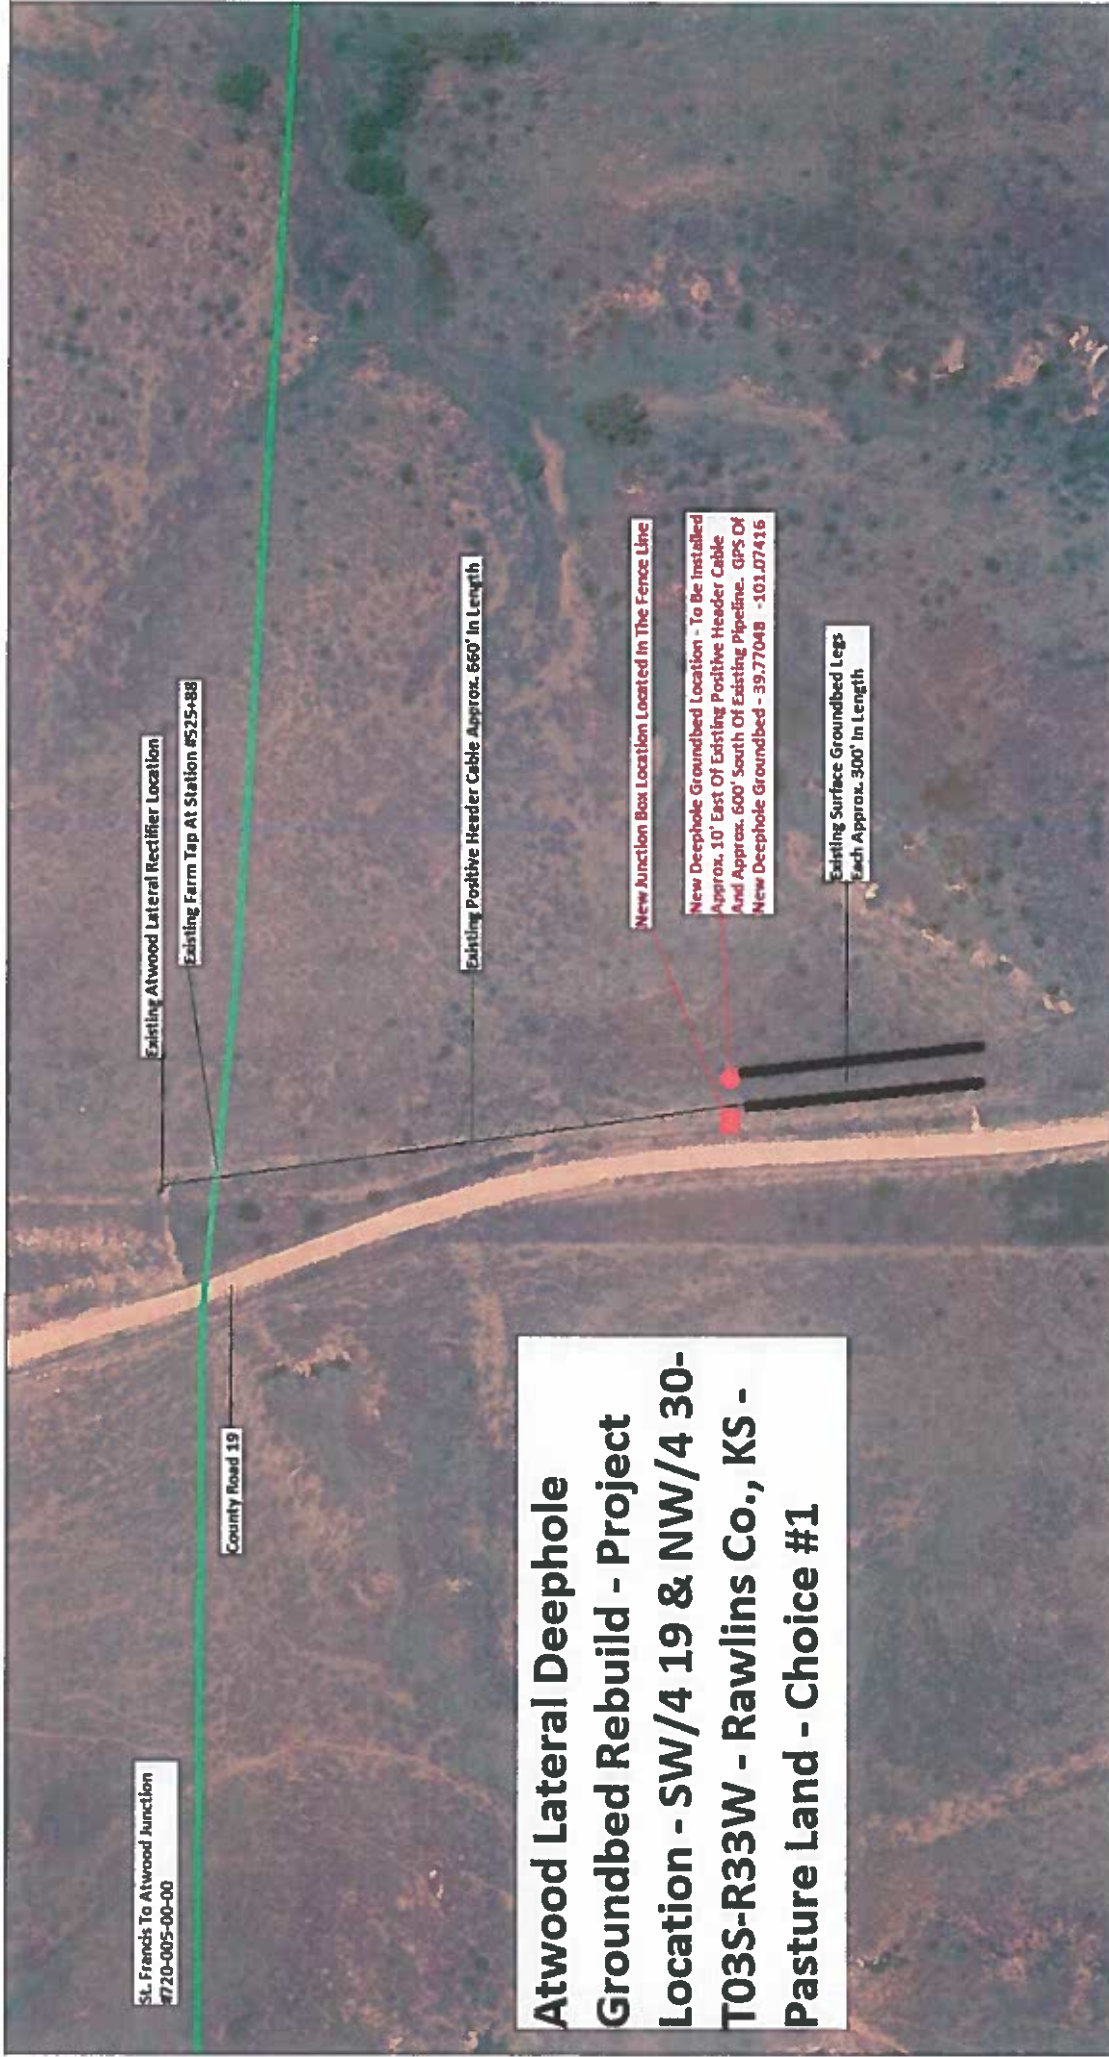 St. Francis To Atwood Junction
#720-005-00-00
County Road 19
Existing Atwood Lateral Rectifier Location
Existing Farm Tap At Station #525+88
Existing Positive Header Cable Approx. 660' In Length
New Junction Box Location Located In The Fence Line
New Deephole Groundbed Location - To Be Installed
Approx. 10' East Of Existing Positive Header Cable
And Approx. 600' South Of Existing Pipeline. GPS Of
New Deephole Groundbed - 39.77048 -101.07416
Existing Surface Groundbed Legs
Each Approx. 300' In Length
Atwood Lateral Deephole
Groundbed Rebuild - Project
Location - SW/4 19 & NW/4 30-
T03S-R33W - Rawlins Co., KS -
Pasture Land - Choice #1